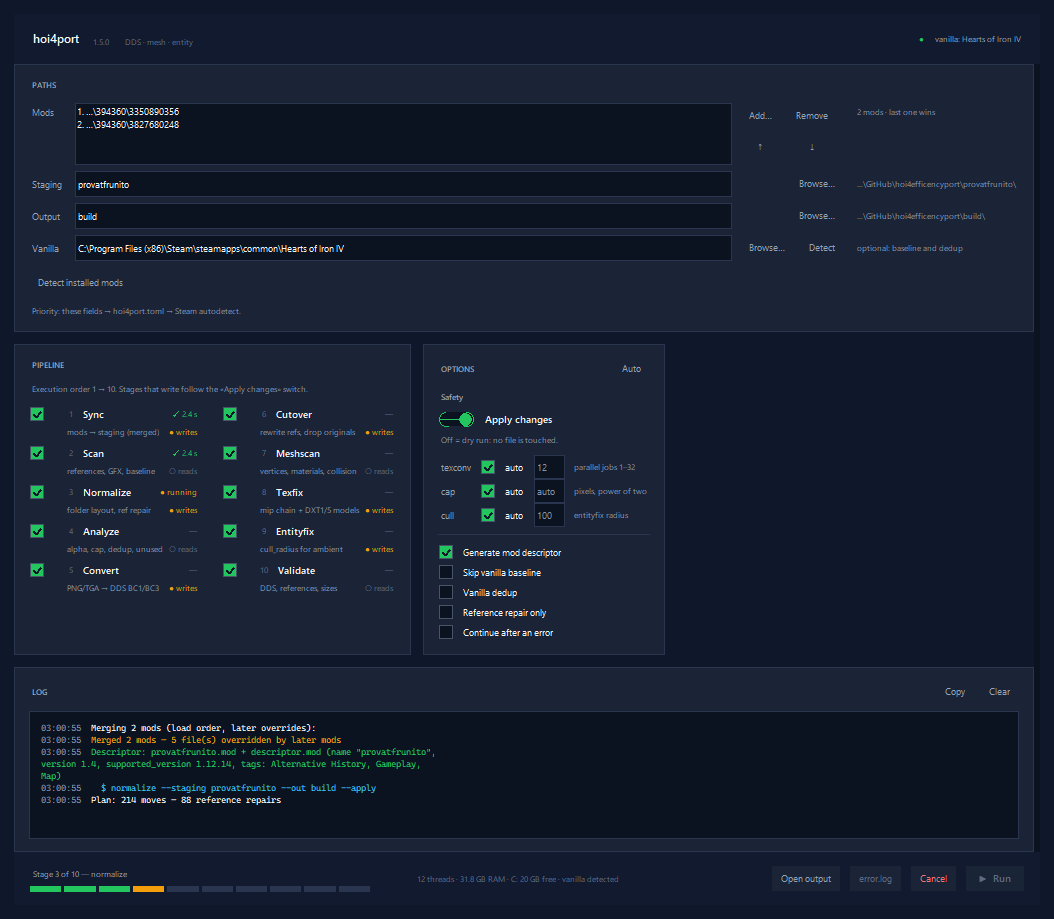 hoi4port 1.5.0 DDS · mesh · entity ● vanilla: Hearts of Iron IV
PATHS
Mods 1. ...\394360\3350890356 Add... Remove 2 mods · last one wins
2. ...\394360\3827680248
↑ ↓
Staging provatfrunito Browse... ...\GitHub\hoi4efficencyport\provatfrunito\
Output build Browse... ...\GitHub\hoi4efficencyport\build\
Vanilla C:\Program Files (x86)\Steam\steamapps\common\Hearts of Iron IV Browse... Detect optional: baseline and dedup
Detect installed mods
Priority: these fields → hoi4port.toml → Steam autodetect.
PIPELINE
Execution order 1 → 10. Stages that write follow the «Apply changes» switch.
1 Sync ✓ 2.4 s
mods → staging (merged) ● writes
2 Scan ✓ 2.4 s
references, GFX, baseline ○ reads
3 Normalize ● running
folder layout, ref repair ● writes
4 Analyze —
alpha, cap, dedup, unused ○ reads
5 Convert —
PNG/TGA → DDS BC1/BC3 ● writes
6 Cutover —
rewrite refs, drop originals ● writes
7 Meshscan —
vertices, materials, collision ○ reads
8 Texfix —
mip chain + DXT1/5 models ● writes
9 Entityfix —
cull_radius for ambient ● writes
10 Validate —
DDS, references, sizes ○ reads
OPTIONS Auto
Safety
Apply changes
Off = dry run: no file is touched.
texconv auto 12 parallel jobs 1–32
cap auto auto pixels, power of two
cull auto 100 entityfix radius
Generate mod descriptor
Skip vanilla baseline
Vanilla dedup
Reference repair only
Continue after an error
LOG Copy Clear
03:00:55 Merging 2 mods (load order, later overrides):
03:00:55 Merged 2 mods — 5 file(s) overridden by later mods
03:00:55 Descriptor: provatfrunito.mod + descriptor.mod (name "provatfrunito",
version 1.4, supported_version 1.12.14, tags: Alternative History, Gameplay,
Map)
03:00:55 $ normalize --staging provatfrunito --out build --apply
03:00:55 Plan: 214 moves — 88 reference repairs
Stage 3 of 10 — normalize
12 threads · 31.8 GB RAM · C: 20 GB free · vanilla detected
Open output error.log Cancel ▶ Run